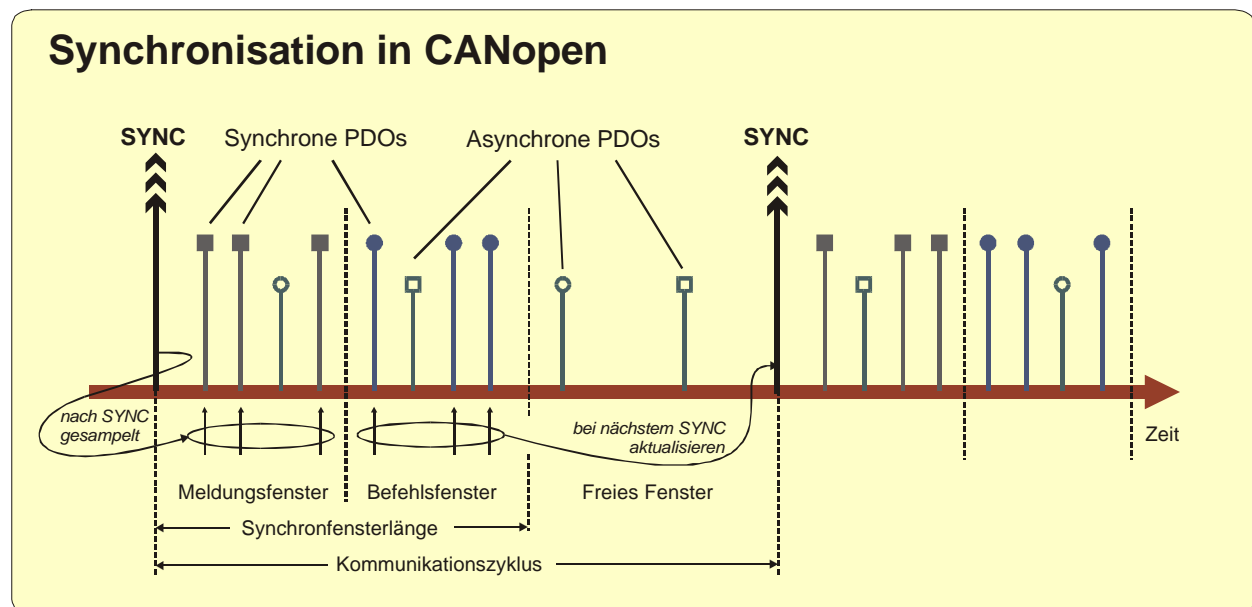 Synchronisation in CANopen
SYNC
Synchrone PDOs
Asynchrone PDOs
SYNC
nach SYNC
gesampelt
bei nächstem SYNC
aktualisieren
Zeit
Meldungsfenster
Befehlsfenster
Freies Fenster
Synchronfensterlänge
Kommunikationszyklus